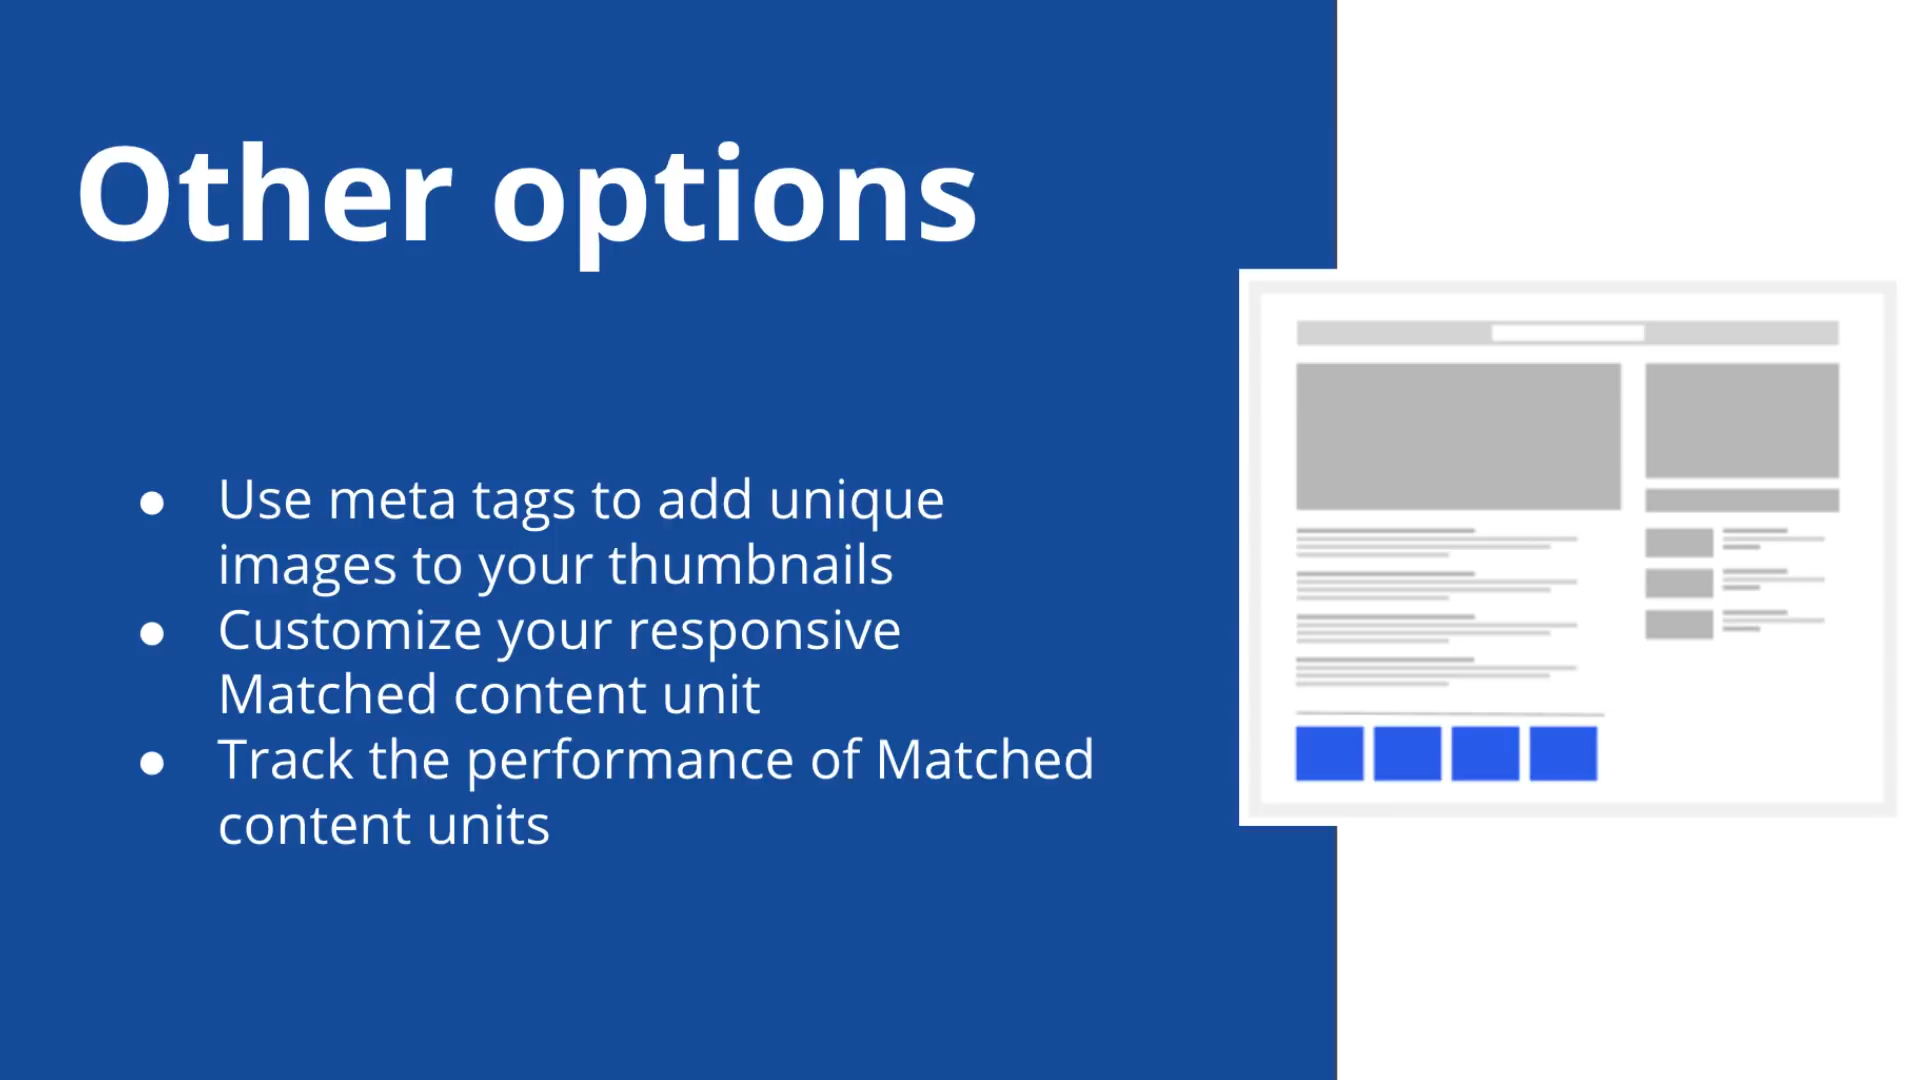 Other options
● Use meta tags to add unique
images to your thumbnails
● Customize your responsive
Matched content unit
● Track the performance of Matched
content units